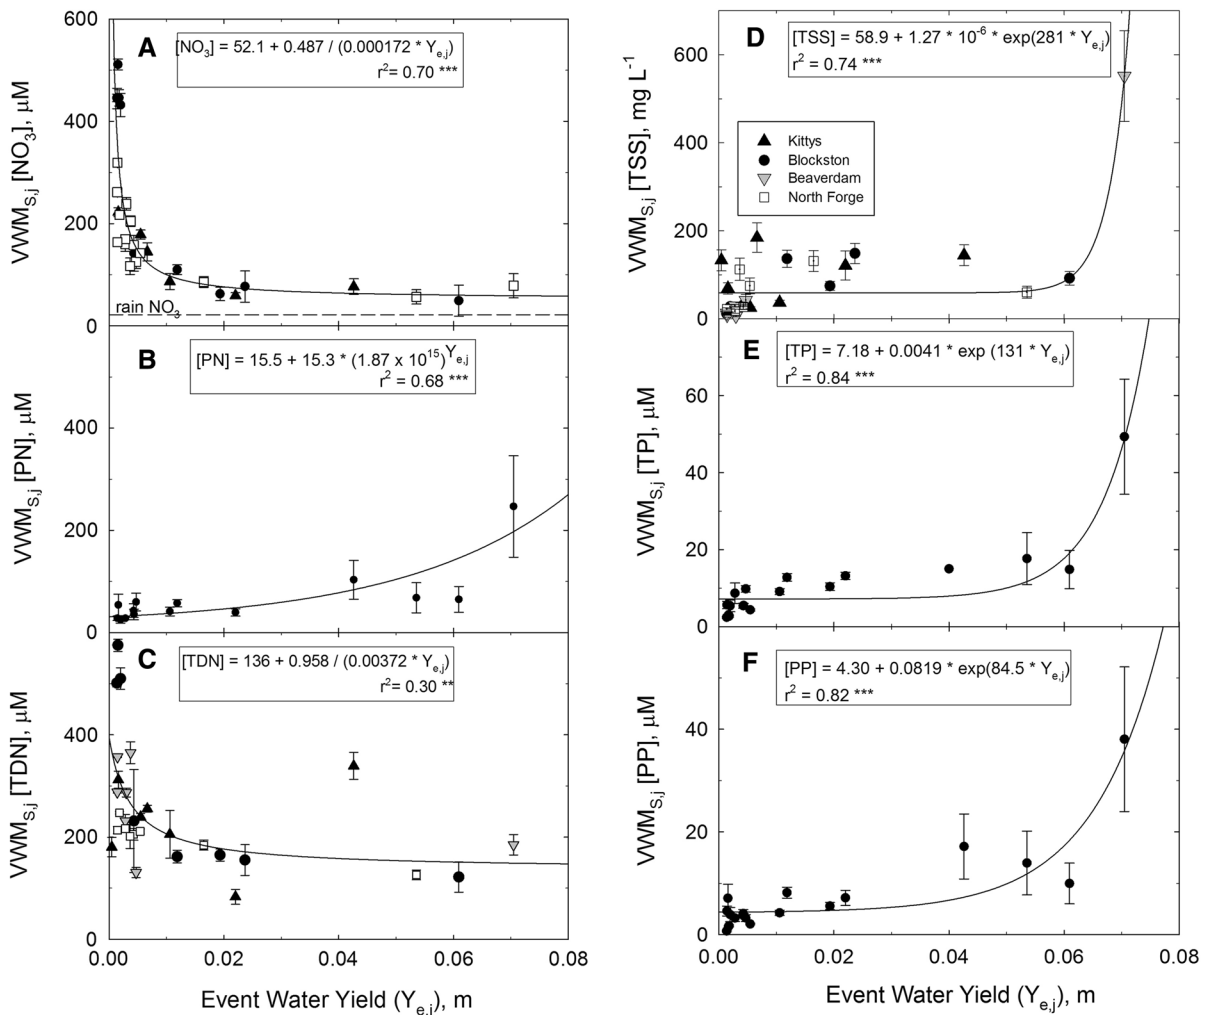 A
[NO3] = 52.1 + 0.487 / (0.000172 * Ye,j)
r2= 0.70 ***
600
400
200
0
VWMS,j [NO3], μM
rain NO3
B
[PN] = 15.5 + 15.3 * (1.87 x 10^15)^Ye,j
r2 = 0.68 ***
400
200
0
VWMS,j [PN], μM
C
[TDN] = 136 + 0.958 / (0.00372 * Ye,j)
r2= 0.30 **
400
200
0
VWMS,j [TDN], μM
0.00 0.02 0.04 0.06 0.08
Event Water Yield (Ye,j), m
D
[TSS] = 58.9 + 1.27 * 10^-6 * exp(281 * Ye,j)
r2 = 0.74 ***
600
400
200
0
VWMS,j [TSS], mg L^-1
Kittys
Blockston
Beaverdam
North Forge
E
[TP] = 7.18 + 0.0041 * exp (131 * Ye,j)
r2 = 0.84 ***
60
40
20
0
VWMS,j [TP], μM
F
[PP] = 4.30 + 0.0819 * exp(84.5 * Ye,j)
r2 = 0.82 ***
40
20
0
VWMS,j [PP], μM
0.00 0.02 0.04 0.06 0.08
Event Water Yield (Ye,j), m